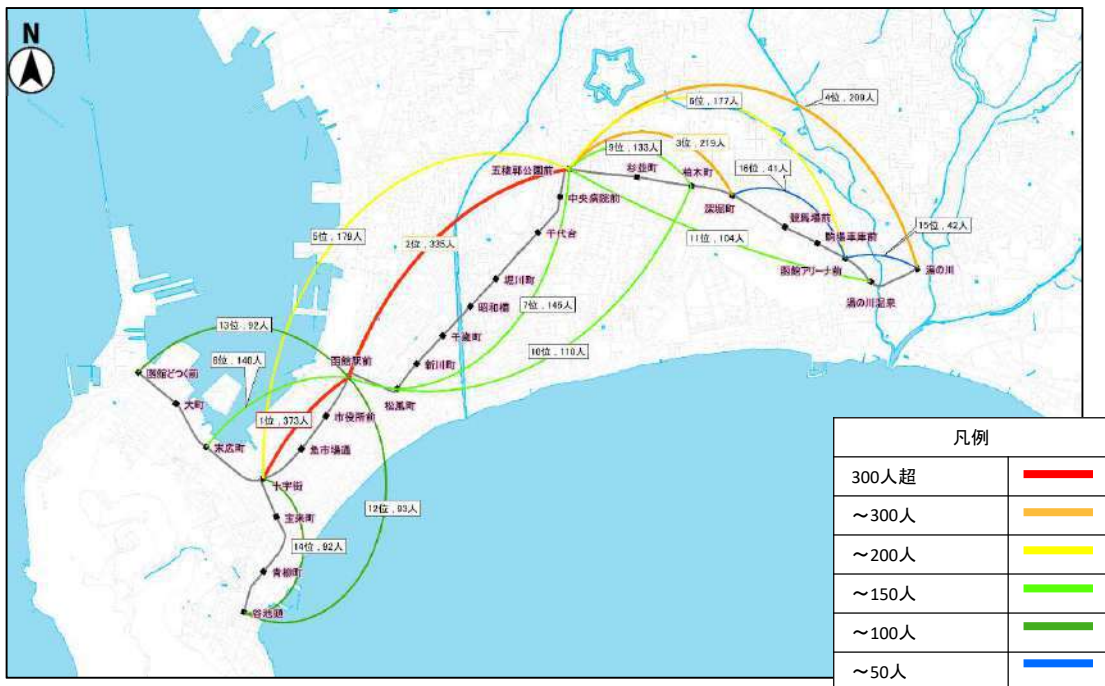 N
4位, 209人
6位, 177人
9位, 133人
3位, 219人
五稜郭公園前
杉並町
柏木町
16位, 41人
中央病院前
深堀町
競馬場前
5位, 179人
2位, 335人
千代台
11位, 104人
駒場車庫前
15位, 42人
函館アリーナ前
湯の川
堀川町
湯の川温泉
7位, 145人
昭和橋
13位, 92人
千歳町
10位, 110人
函館駅前
新川町
8位, 140人
函館どつく前
松風町
大町
1位, 373人
市役所前
末広町
魚市場通
十字街
12位, 93人
宝来町
14位, 92人
青柳町
谷地頭
凡例
300人超
~300人
~200人
~150人
~100人
~50人